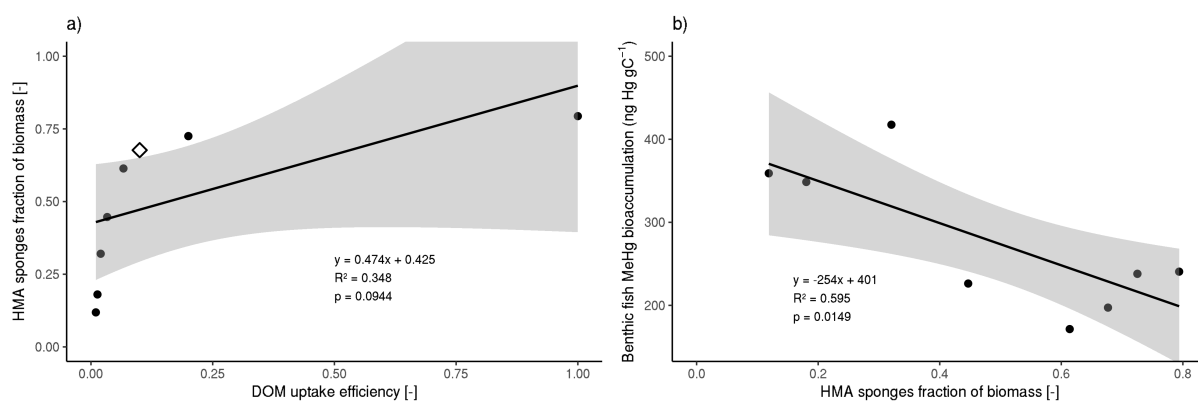 a)
HMA sponges fraction of biomass [-]
1.00
0.75
0.50
0.25
0.00
y = 0.474x + 0.425
R² = 0.348
p = 0.0944
0.00 0.25 0.50 0.75 1.00
DOM uptake efficiency [-]
b)
Benthic fish MeHg bioaccumulation (ng Hg gC⁻¹)
500
400
300
200
y = -254x + 401
R² = 0.595
p = 0.0149
0.0 0.2 0.4 0.6 0.8
HMA sponges fraction of biomass [-]